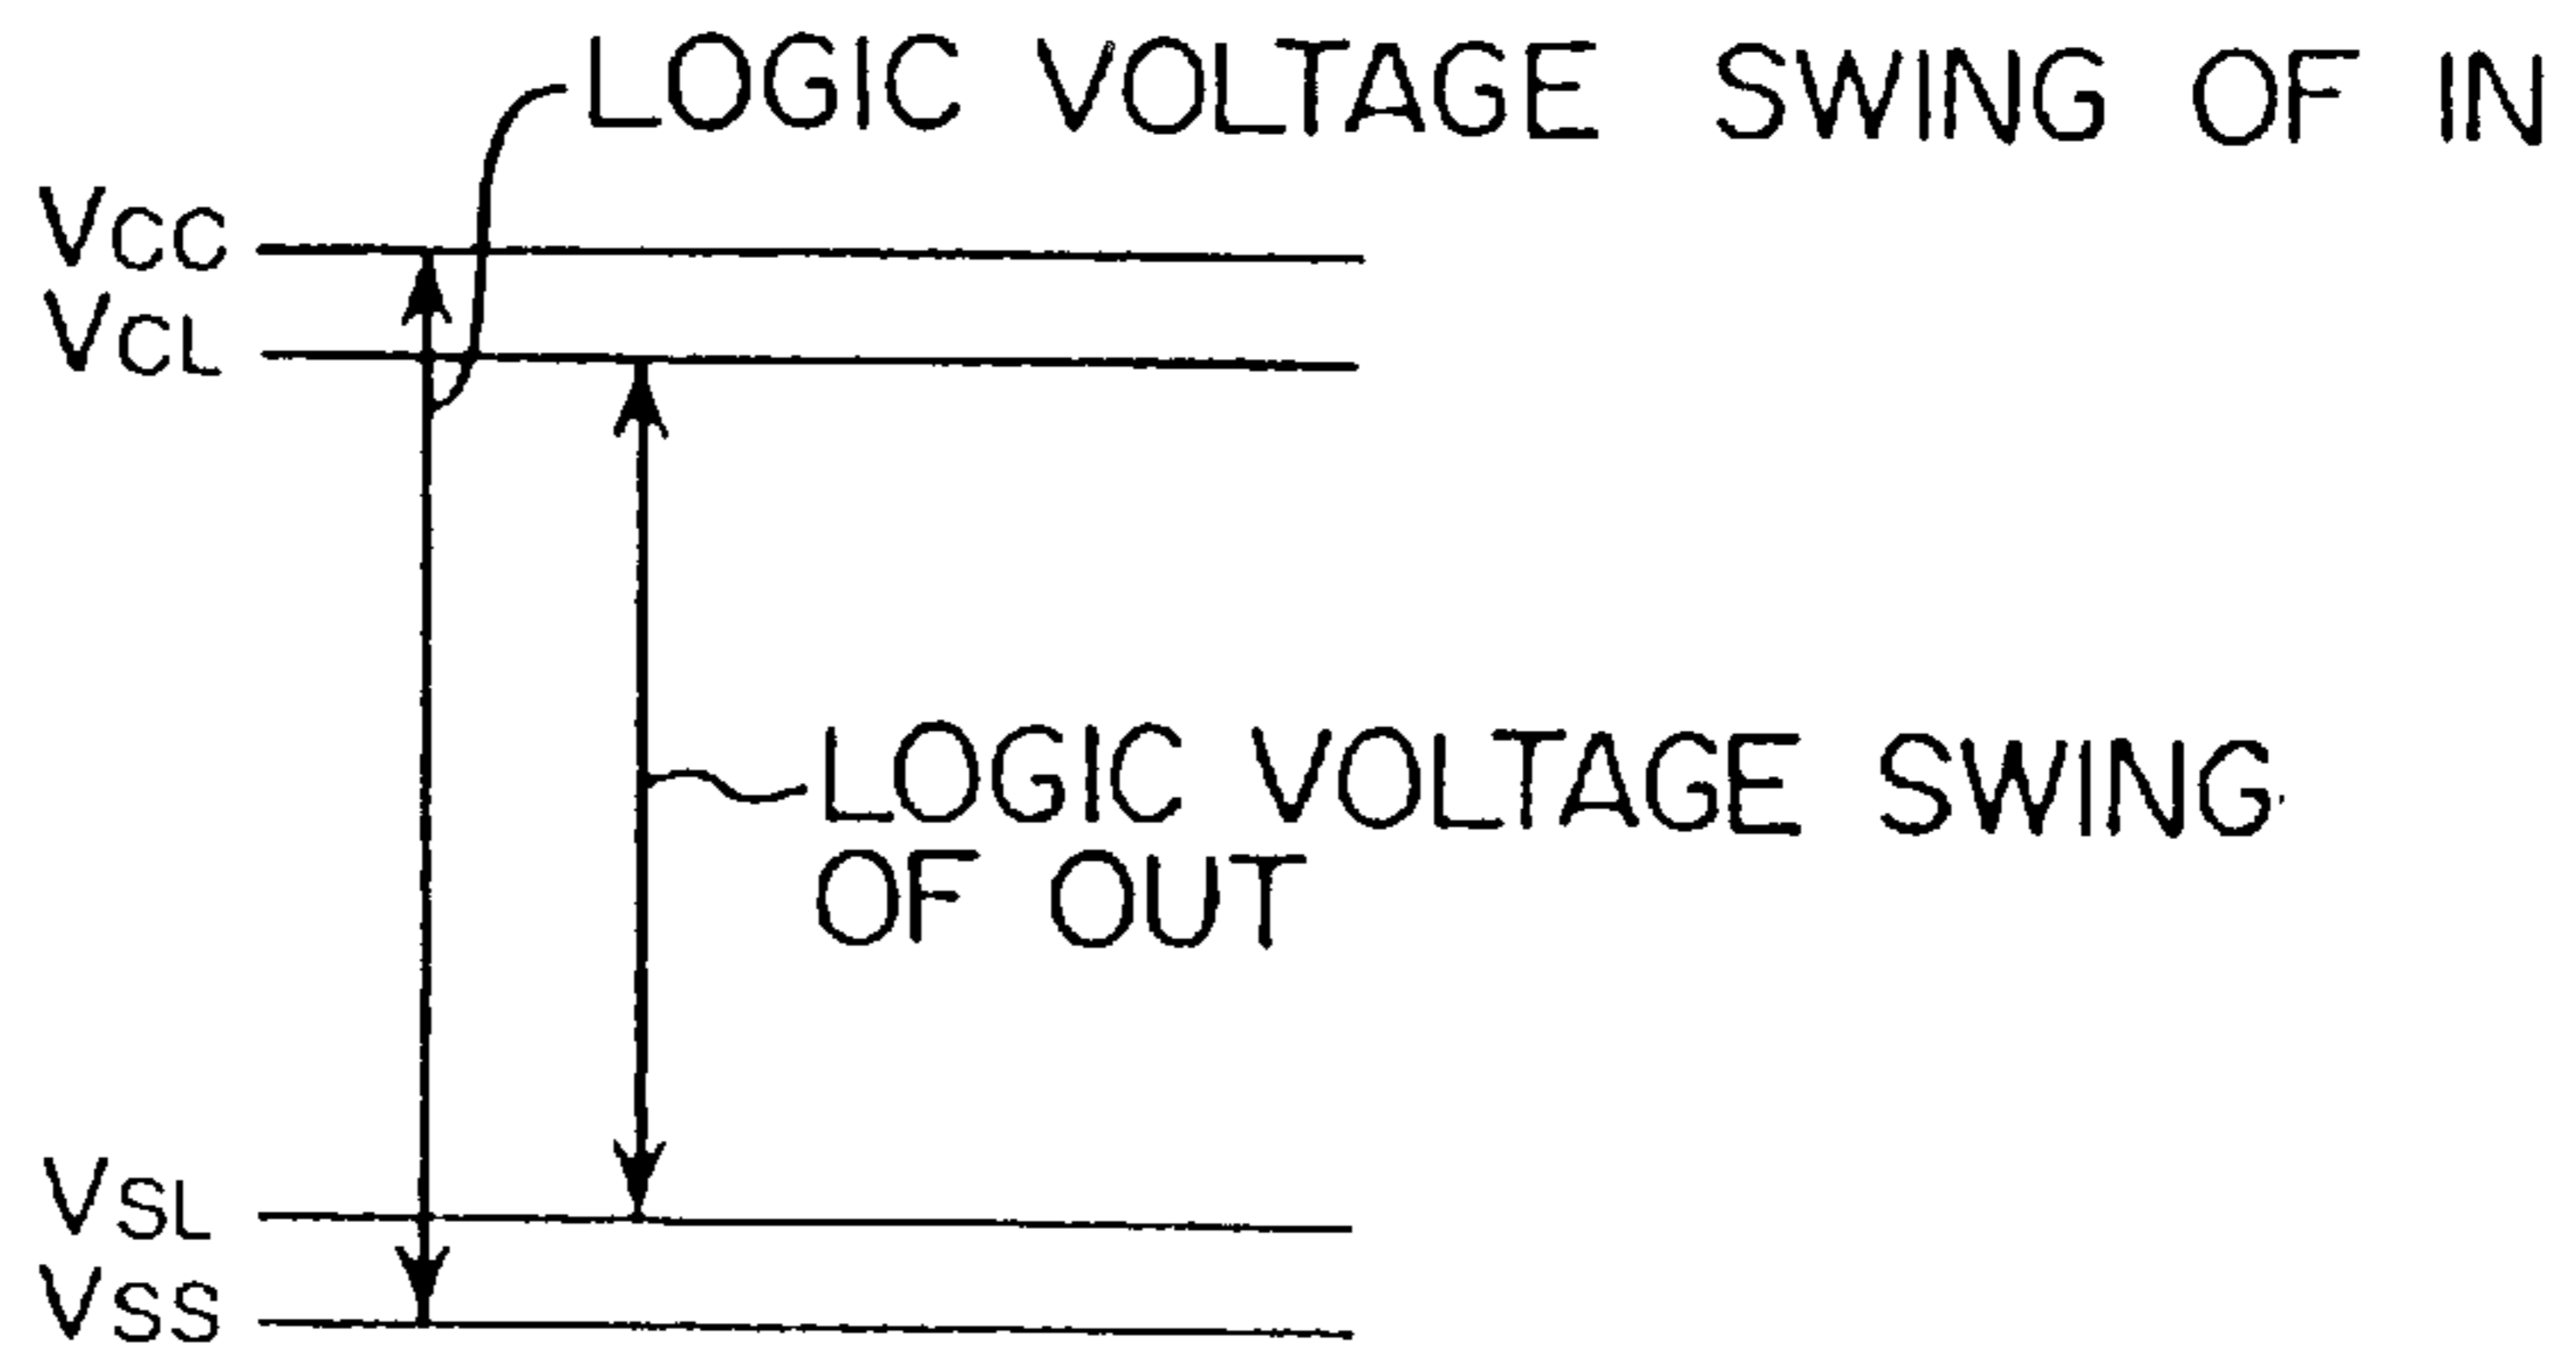 LOGIC VOLTAGE SWING OF IN
VCC
VCL
LOGIC VOLTAGE SWING
OF OUT
VSL
VSS